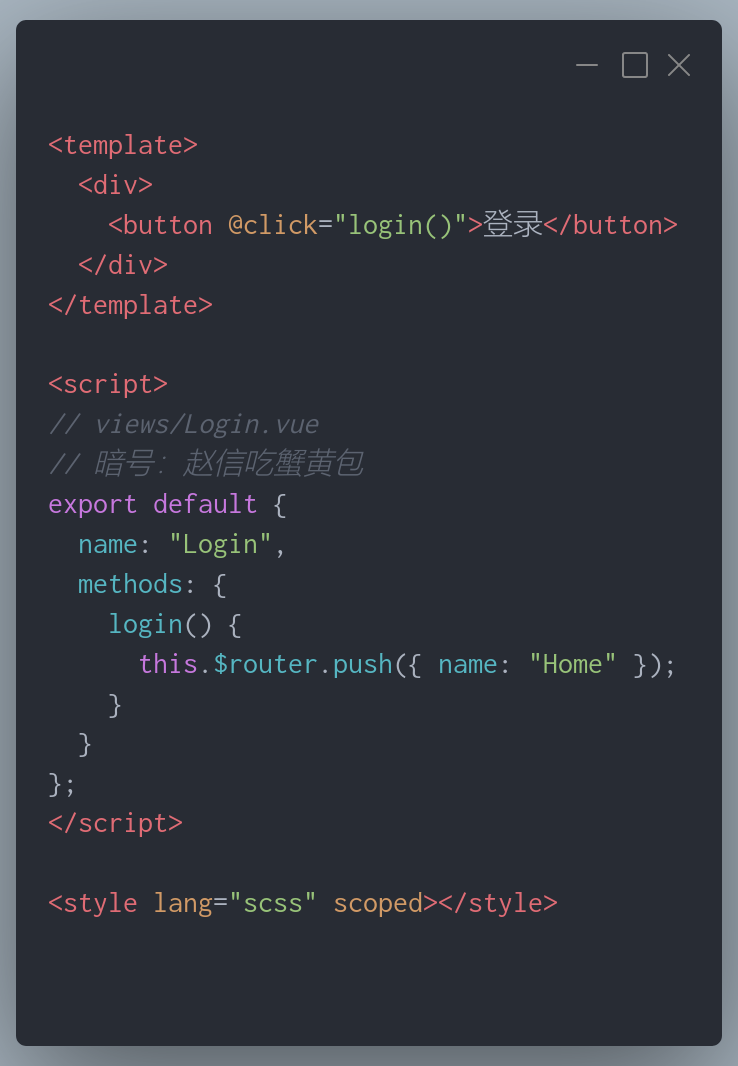 <template>
  <div>
    <button @click="login()">登录</button>
  </div>
</template>

<script>
// views/Login.vue
// 暗号：赵信吃蟹黄包
export default {
  name: "Login",
  methods: {
    login() {
      this.$router.push({ name: "Home" });
    }
  }
};
</script>

<style lang="scss" scoped></style>